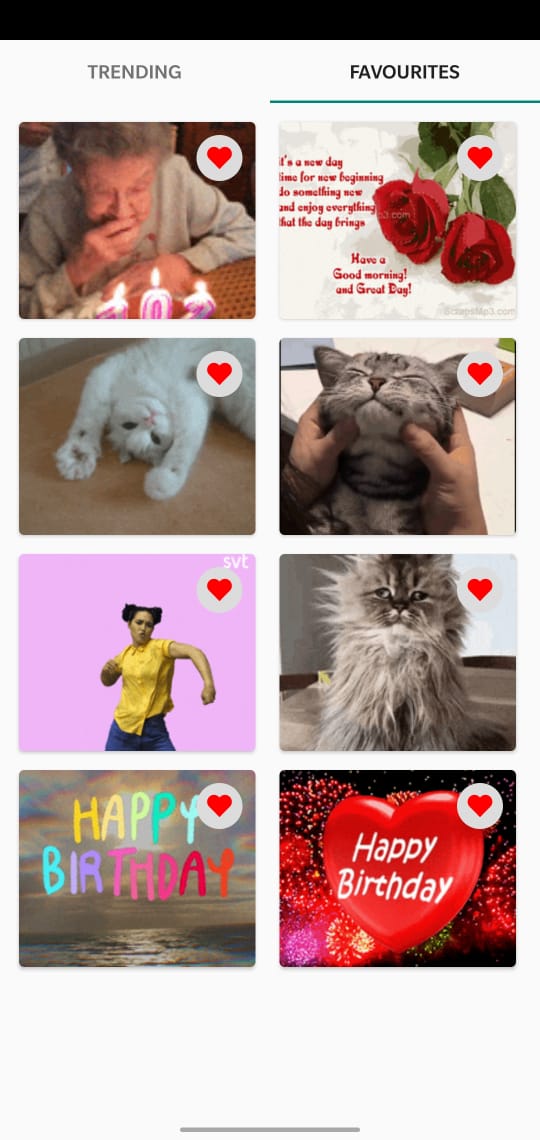 TRENDING
FAVOURITES
102
It's a new day
time for new beginning
do something new
and enjoy everything
that the day brings
Have a
Good morning!
and Great Day!
ScrapsMp3.com
svt
HAPPY
BIRTHDAY
Happy
Birthday